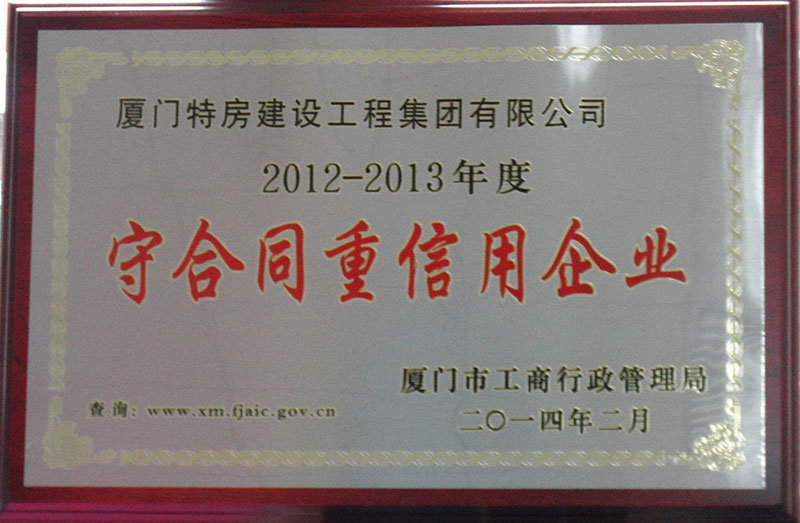 厦门特房建设工程集团有限公司
2012-2013年度
守合同重信用企业
厦门市工商行政管理局
查询：www.xm.fjaic.gov.cn
二〇一四年二月